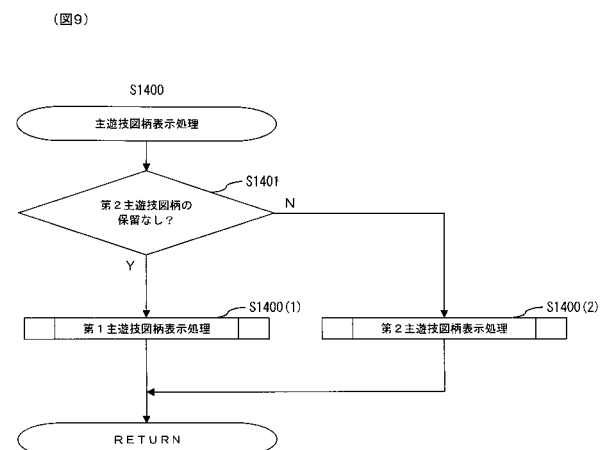 (図9)
S1400
主遊技図柄表示処理
S1401
第2主遊技図柄の
保留なし?
N
Y
S1400(1)
第1主遊技図柄表示処理
S1400(2)
第2主遊技図柄表示処理
RETURN